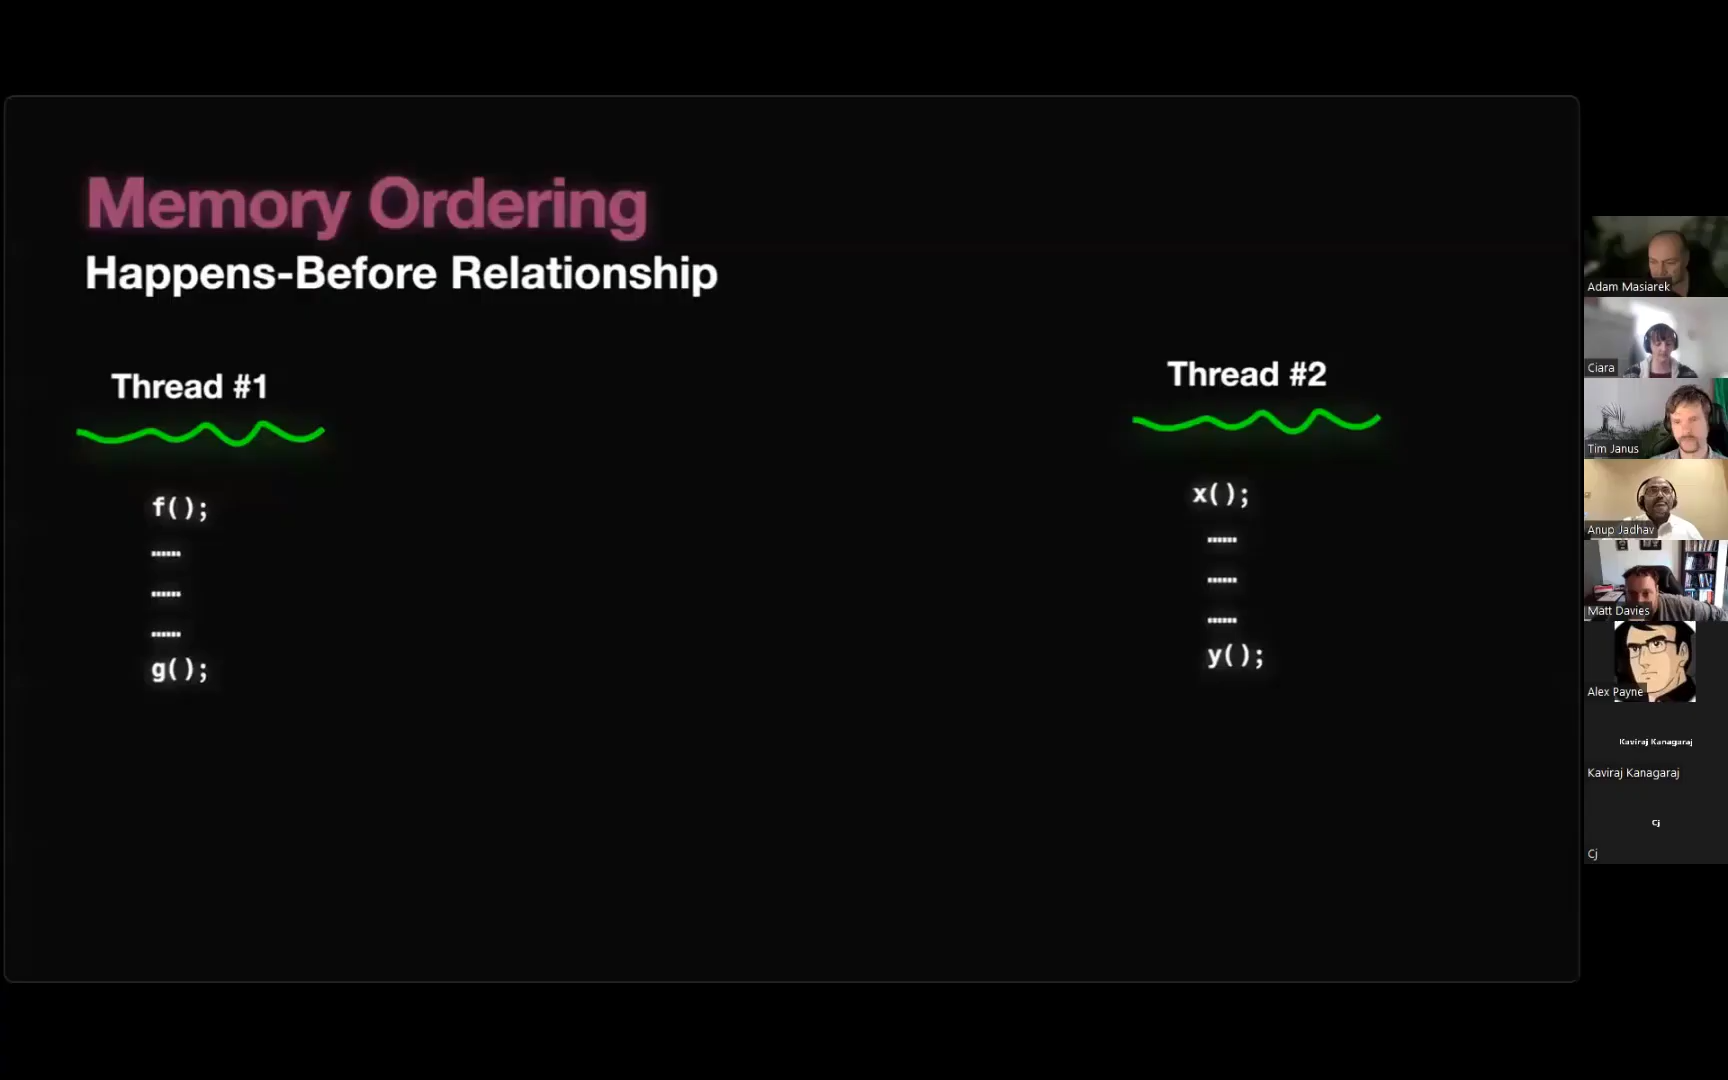 Memory Ordering
Happens-Before Relationship
Thread #1
f();
......
......
......
g();
Thread #2
x();
......
......
......
y();
Adam Masiarek
Ciara
Tim Janus
Anup Jadhav
Matt Davies
Alex Payne
Kaviraj Kanagaraj
Kaviraj Kanagaraj
Cj
Cj